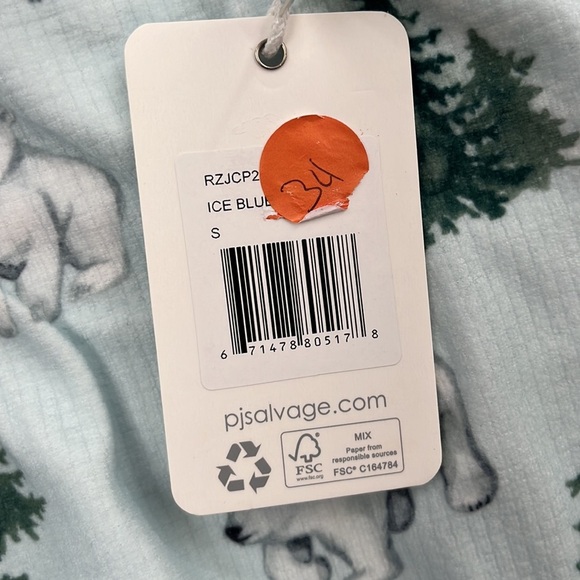 RZJCP2
34
ICE BLUE
S
6 71478 80517 8
pjsalvage.com
FSC
www.fsc.org
MIX
Paper from
responsible sources
FSC® C164784